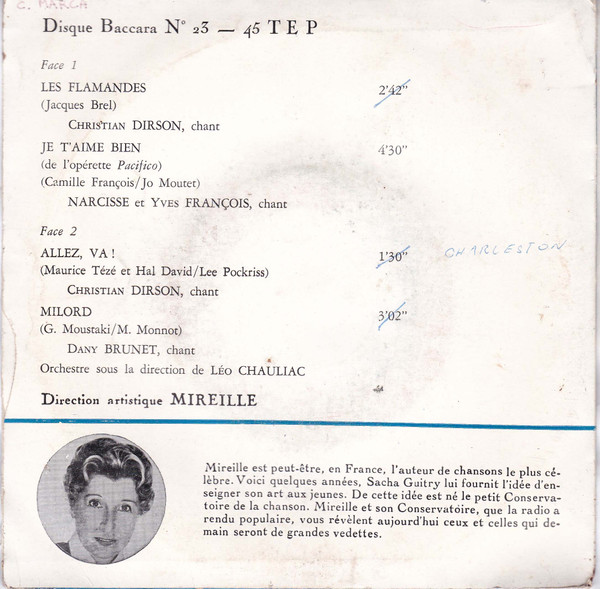 C. MARCA
Disque Baccara N° 23 — 45 T E P
Face 1
LES FLAMANDES 2'42"
(Jacques Brel)
CHRISTIAN DIRSON, chant
JE T'AIME BIEN 4'30"
(de l'opérette Pacifico)
(Camille François/Jo Moutet)
NARCISSE et YVES FRANÇOIS, chant
Face 2
ALLEZ, VA ! 1'30" CHARLESTON
(Maurice Tézé et Hal David/Lee Pockriss)
CHRISTIAN DIRSON, chant
MILORD 3'02"
(G. Moustaki/M. Monnot)
DANY BRUNET, chant
Orchestre sous la direction de LÉO CHAULIAC
Direction artistique MIREILLE
Mireille est peut-être, en France, l'auteur de chansons le plus cé-
lèbre. Voici quelques années, Sacha Guitry lui fournit l'idée d'en-
seigner son art aux jeunes. De cette idée est né le petit Conserva-
toire de la chanson. Mireille et son Conservatoire, que la radio a
rendu populaire, vous révèlent aujourd'hui ceux et celles qui de-
main seront de grandes vedettes.